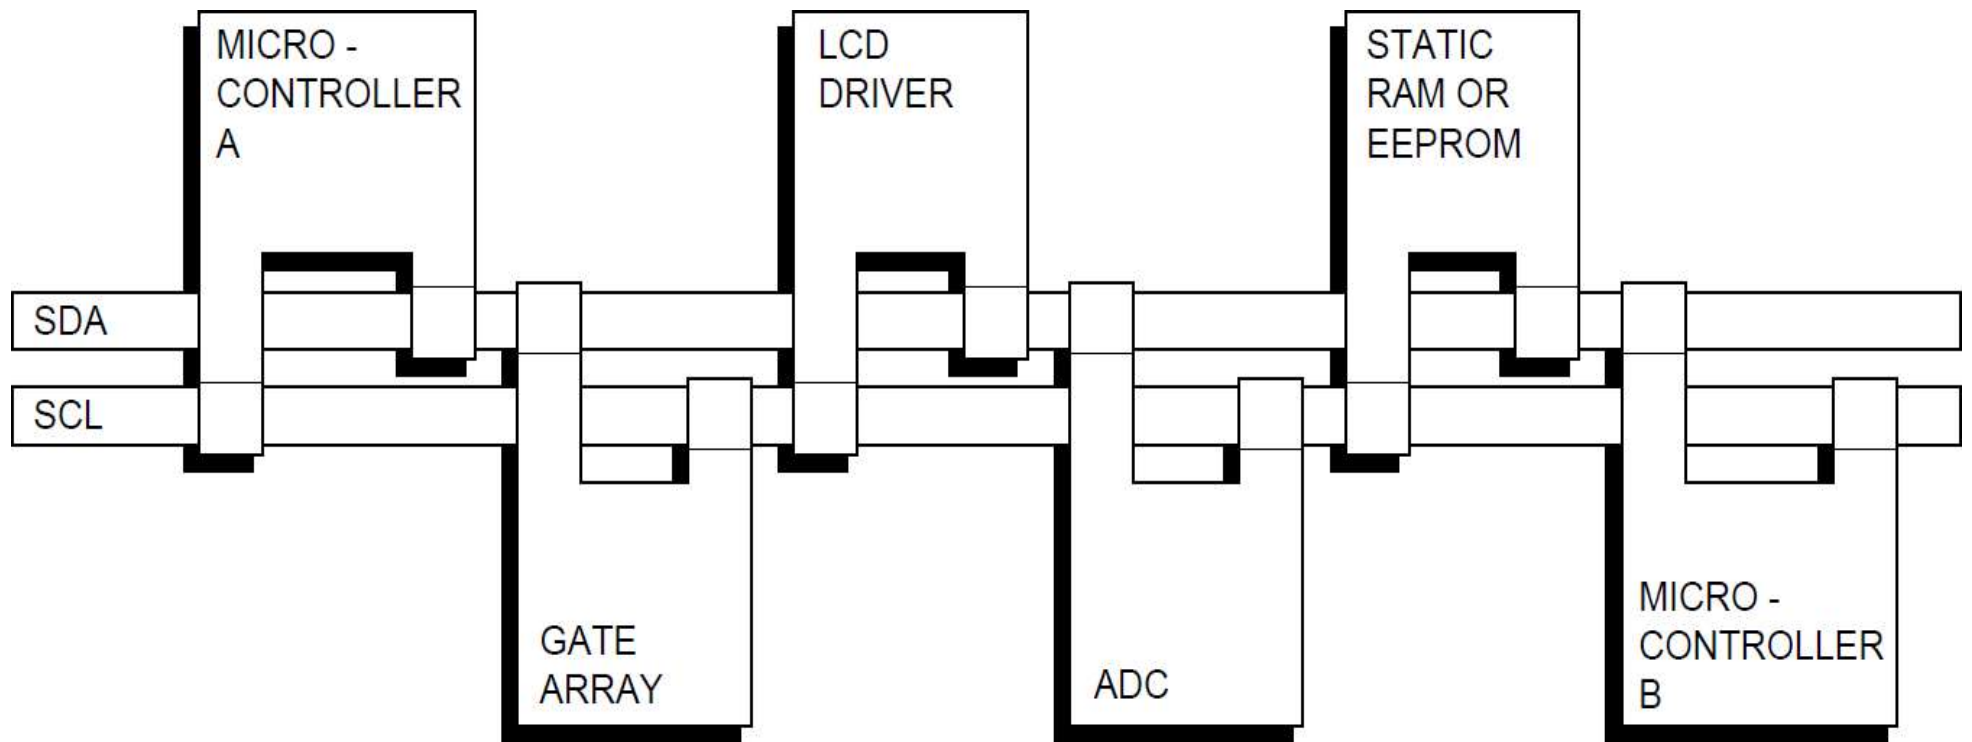 MICRO -
CONTROLLER
A
LCD
DRIVER
STATIC
RAM OR
EEPROM
SDA
SCL
GATE
ARRAY
ADC
MICRO -
CONTROLLER
B